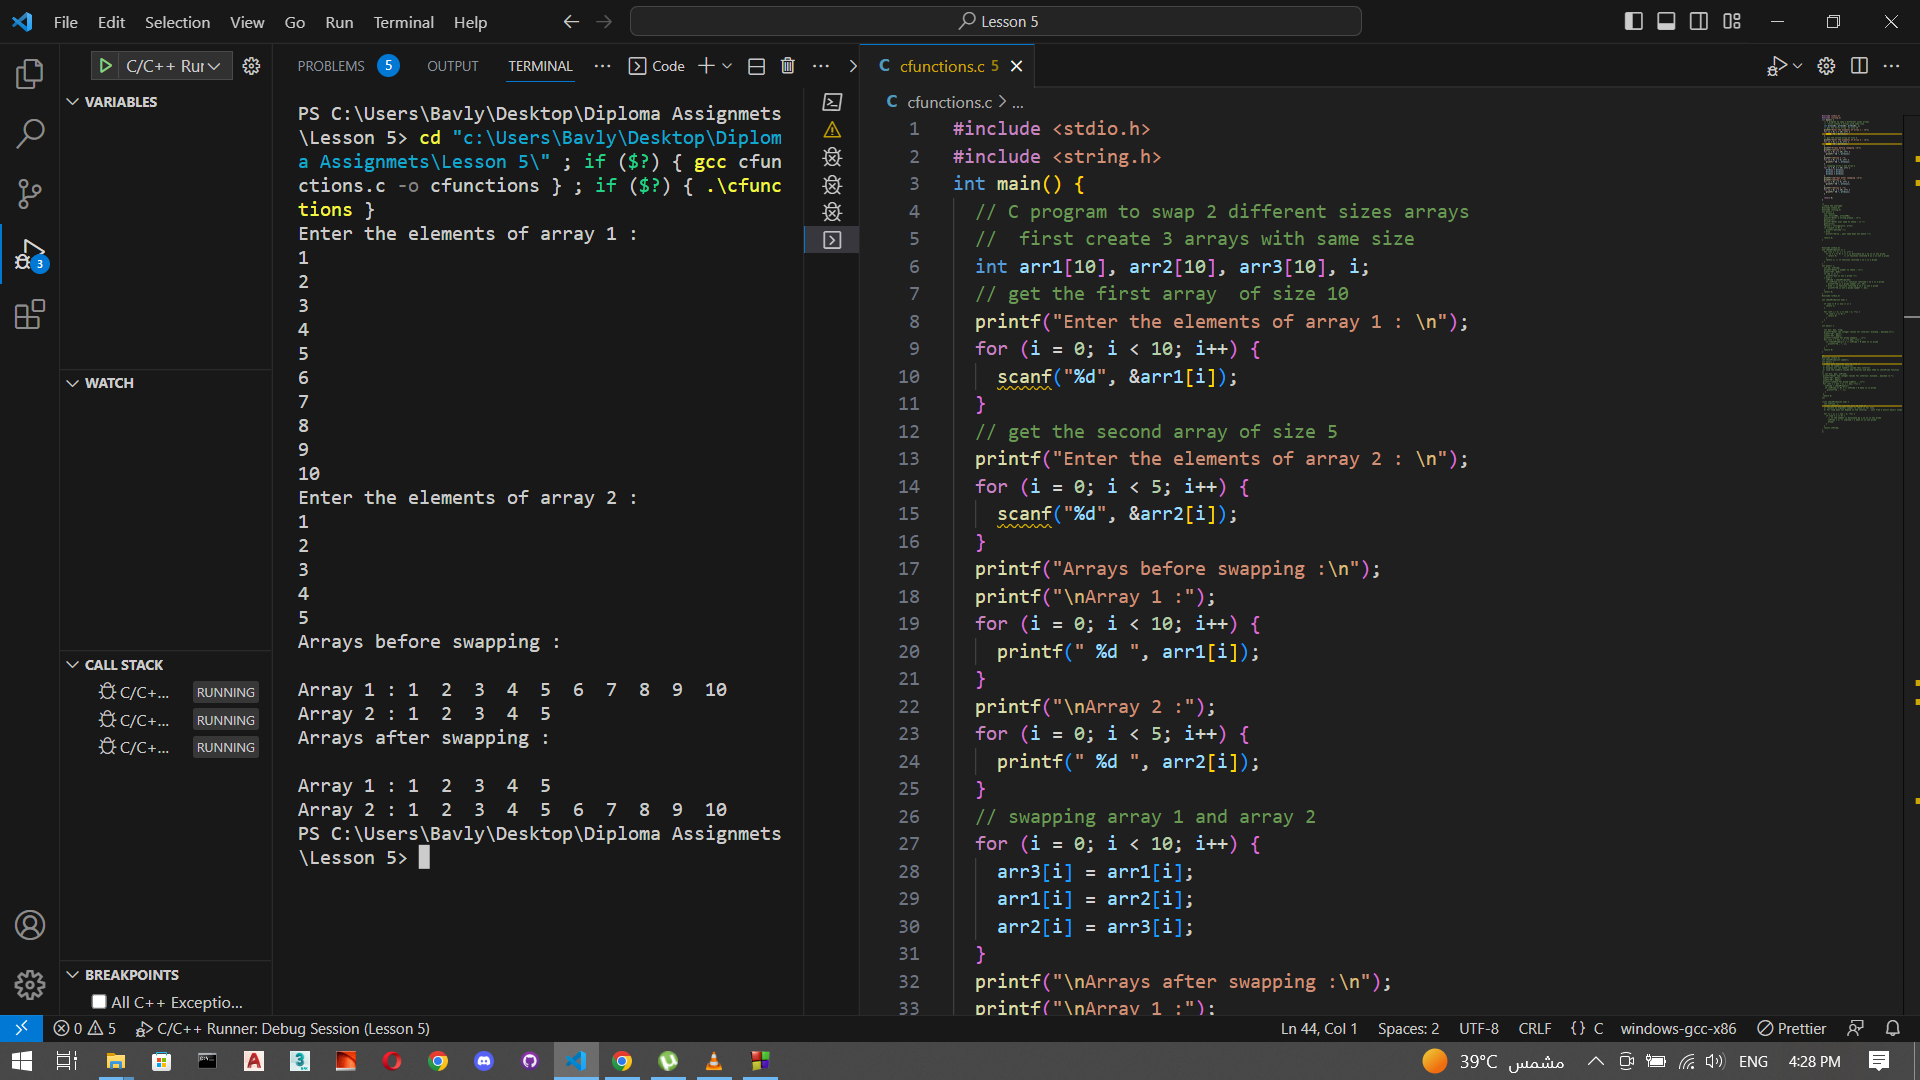 File Edit Selection View Go Run Terminal Help
Lesson 5
C/C++ Rur
VARIABLES
WATCH
CALL STACK
C/C+... RUNNING
C/C+... RUNNING
C/C+... RUNNING
BREAKPOINTS
All C++ Exceptio...
PROBLEMS 5 OUTPUT TERMINAL ... Code ...
PS C:\Users\Bavly\Desktop\Diploma Assignmets
\Lesson 5> cd "c:\Users\Bavly\Desktop\Diplom
a Assignmets\Lesson 5\" ; if ($?) { gcc cfun
ctions.c -o cfunctions } ; if ($?) { .\cfunc
tions }
Enter the elements of array 1 :
1
2
3
4
5
6
7
8
9
10
Enter the elements of array 2 :
1
2
3
4
5
Arrays before swapping :
Array 1 : 1  2  3  4  5  6  7  8  9  10
Array 2 : 1  2  3  4  5
Arrays after swapping :
Array 1 : 1  2  3  4  5
Array 2 : 1  2  3  4  5  6  7  8  9  10
PS C:\Users\Bavly\Desktop\Diploma Assignmets
\Lesson 5>
C cfunctions.c 5
C cfunctions.c > ...
1 #include <stdio.h>
2 #include <string.h>
3 int main() {
4 // C program to swap 2 different sizes arrays
5 //  first create 3 arrays with same size
6 int arr1[10], arr2[10], arr3[10], i;
7 // get the first array  of size 10
8 printf("Enter the elements of array 1 : \n");
9 for (i = 0; i < 10; i++) {
10 scanf("%d", &arr1[i]);
11 }
12 // get the second array of size 5
13 printf("Enter the elements of array 2 : \n");
14 for (i = 0; i < 5; i++) {
15 scanf("%d", &arr2[i]);
16 }
17 printf("Arrays before swapping :\n");
18 printf("\nArray 1 :");
19 for (i = 0; i < 10; i++) {
20 printf(" %d ", arr1[i]);
21 }
22 printf("\nArray 2 :");
23 for (i = 0; i < 5; i++) {
24 printf(" %d ", arr2[i]);
25 }
26 // swapping array 1 and array 2
27 for (i = 0; i < 10; i++) {
28 arr3[i] = arr1[i];
29 arr1[i] = arr2[i];
30 arr2[i] = arr3[i];
31 }
32 printf("\nArrays after swapping :\n");
33 printf("\nArray 1 :");
3
0 5 C/C++ Runner: Debug Session (Lesson 5) Ln 44, Col 1 Spaces: 2 UTF-8 CRLF {} C windows-gcc-x86 Prettier
39°C مشمس ENG 4:28 PM